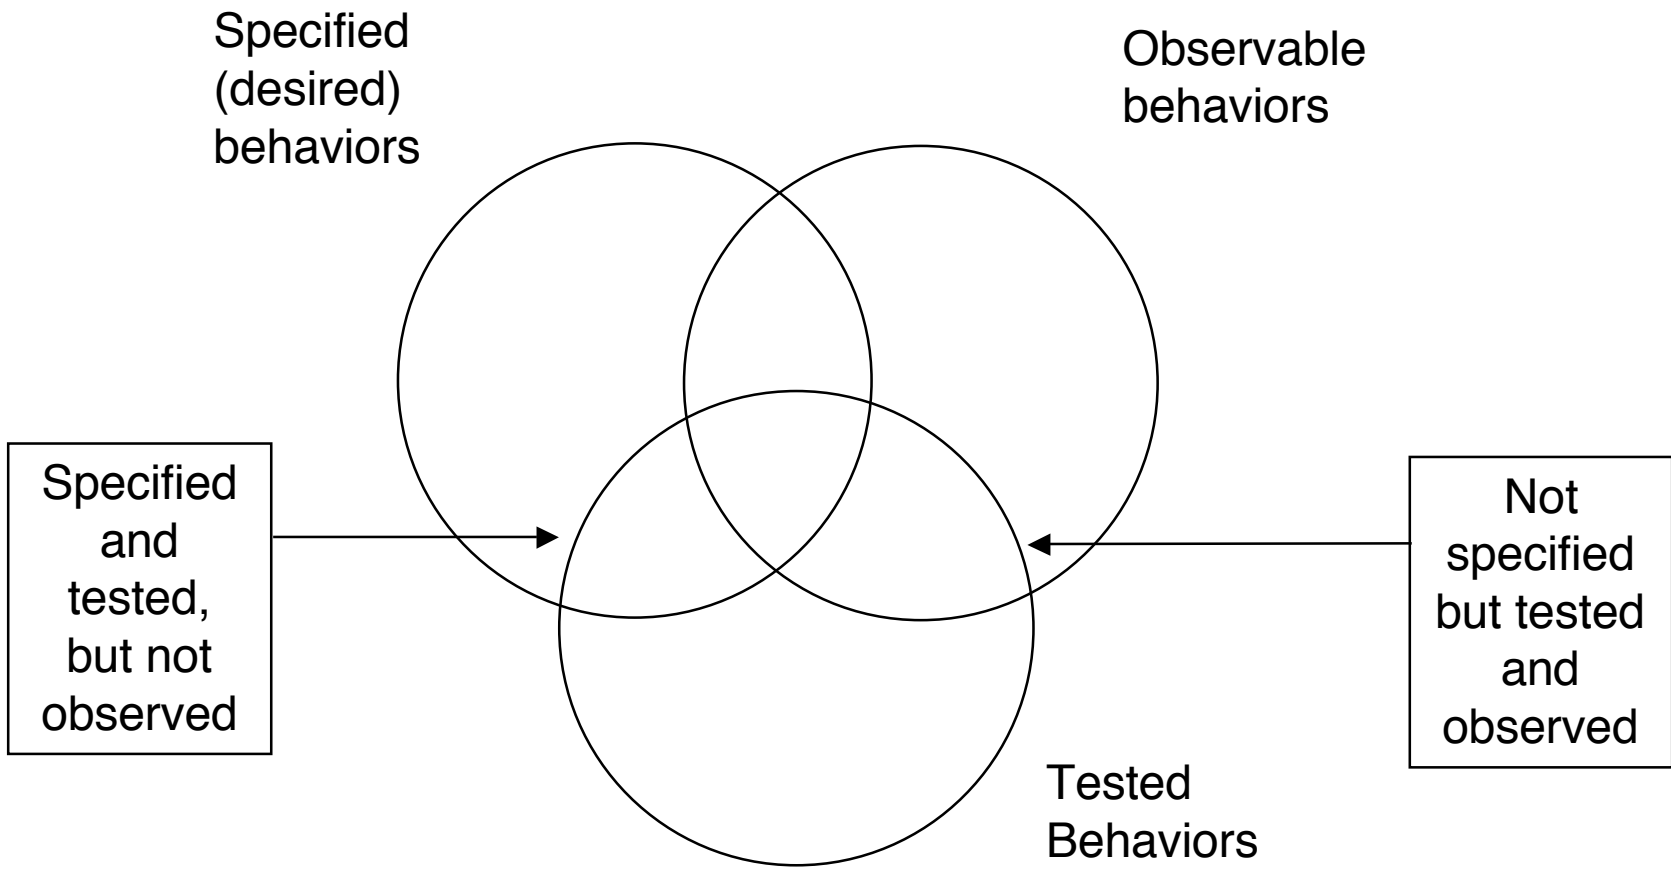 Specified
(desired)
behaviors
Observable
behaviors
Specified
and
tested,
but not
observed
Not
specified
but tested
and
observed
Tested
Behaviors